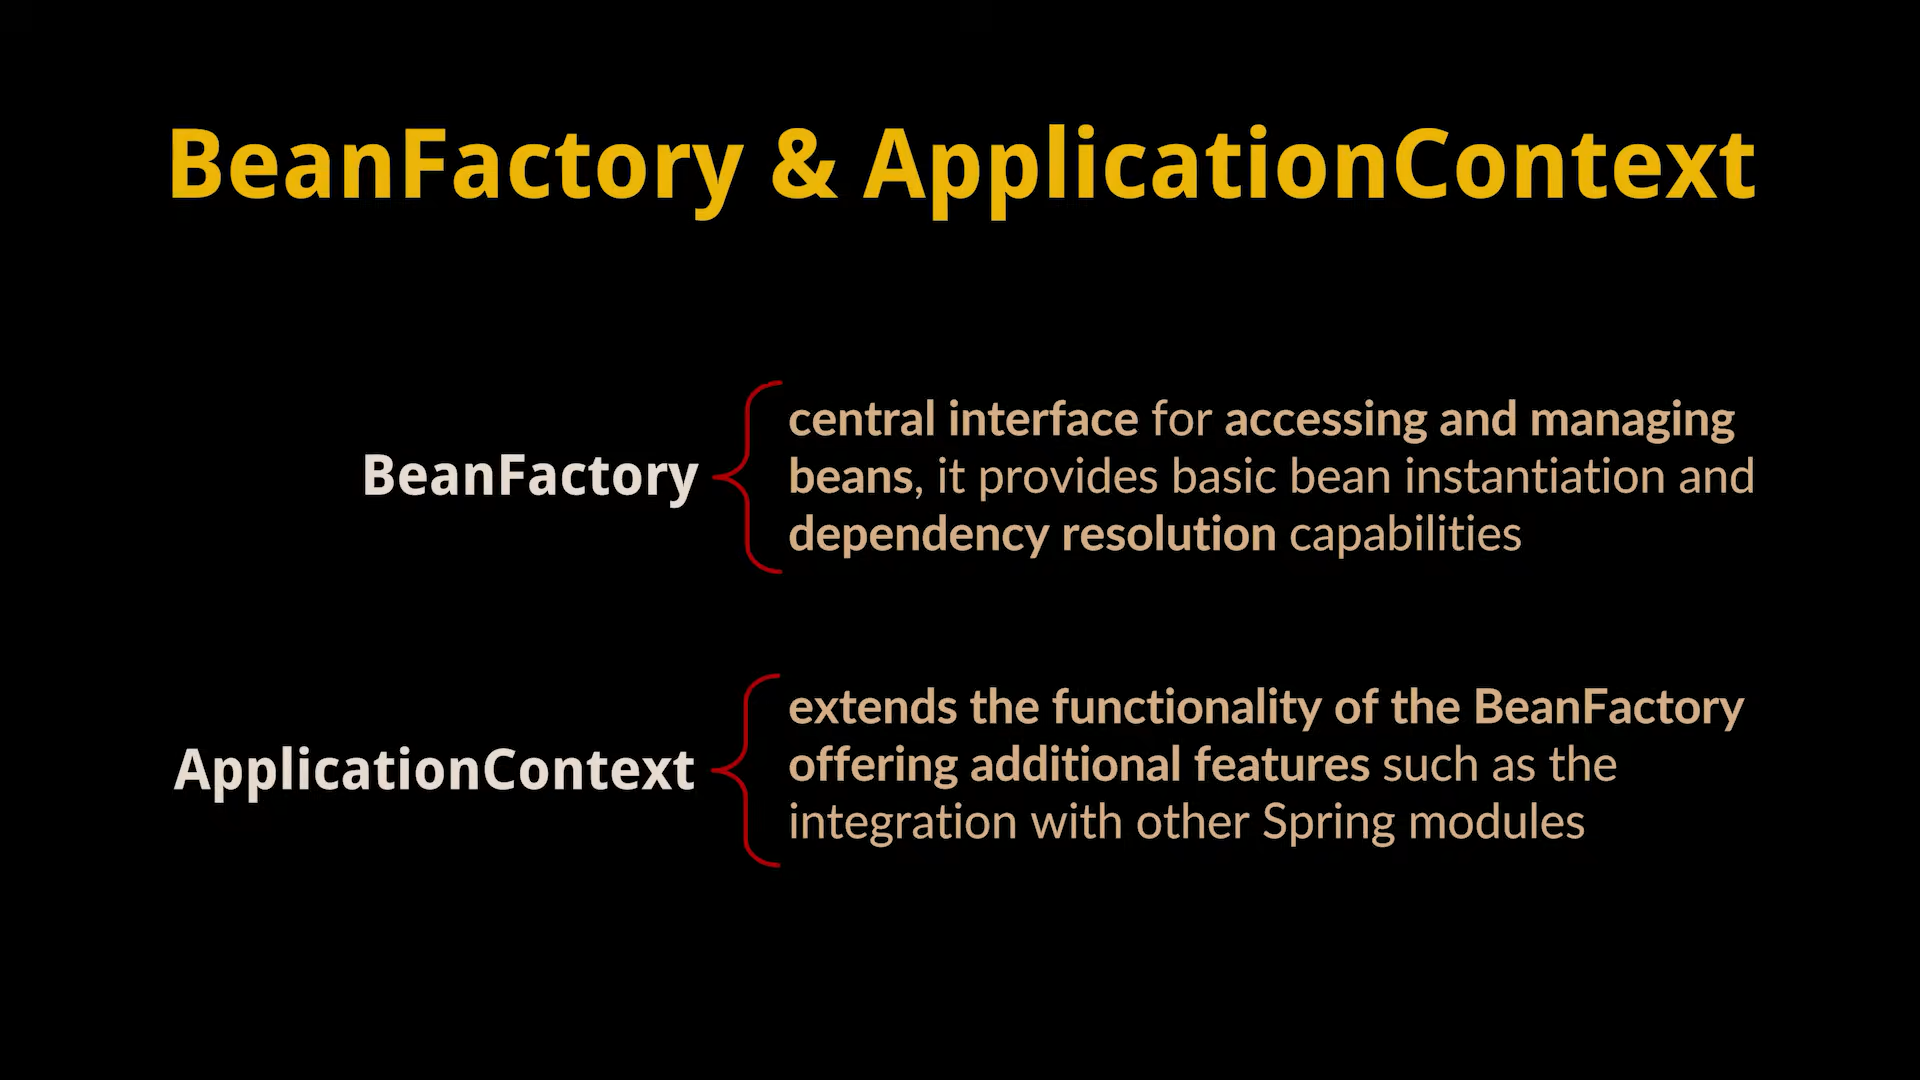 BeanFactory & ApplicationContext
BeanFactory
central interface for accessing and managing
beans, it provides basic bean instantiation and
dependency resolution capabilities
ApplicationContext
extends the functionality of the BeanFactory
offering additional features such as the
integration with other Spring modules